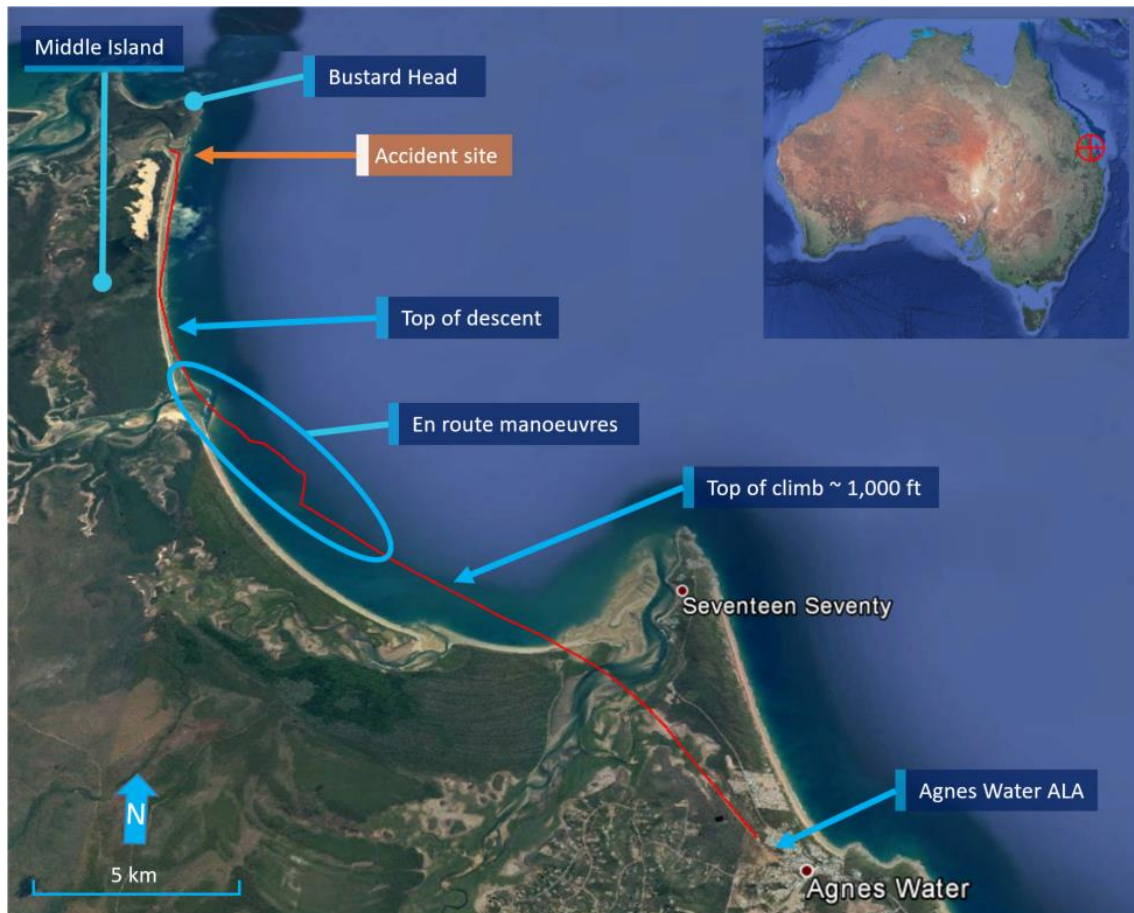 Middle Island
Bustard Head
Accident site
Top of descent
En route manoeuvres
Top of climb ~ 1,000 ft
Seventeen Seventy
Agnes Water ALA
N
5 km
Agnes Water